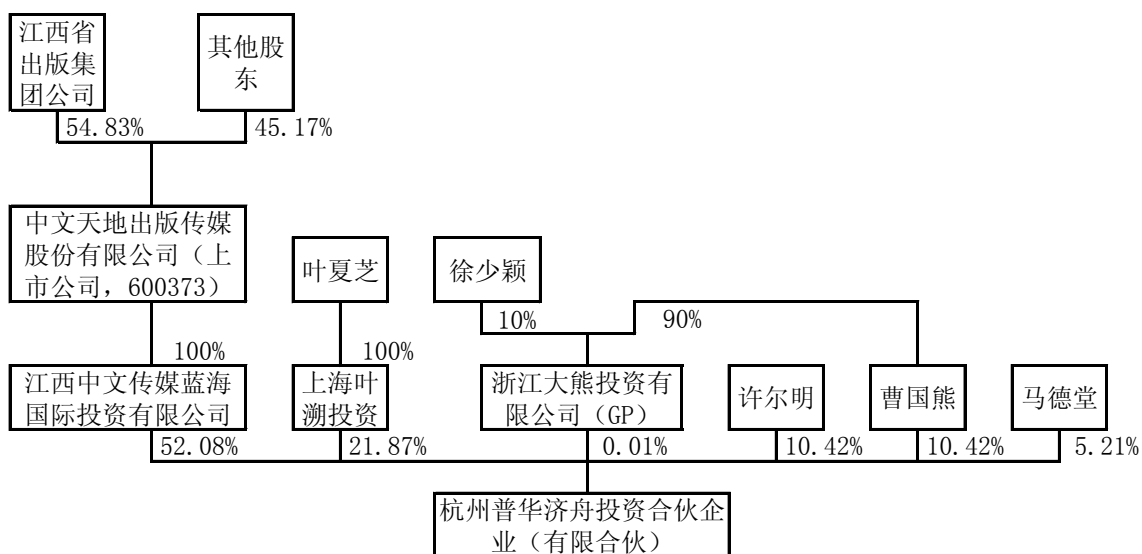 江西省
出版集
团公司
其他股
东
54.83%
45.17%
中文天地出版传媒
股份有限公司（上
市公司，600373）
叶夏芝
徐少颖
10%
90%
100%
100%
江西中文传媒蓝海
国际投资有限公司
上海叶
溯投资
浙江大熊投资有
限公司（GP）
许尔明
曹国熊
马德堂
52.08%
21.87%
0.01%
10.42%
10.42%
5.21%
杭州普华济舟投资合伙企
业（有限合伙）